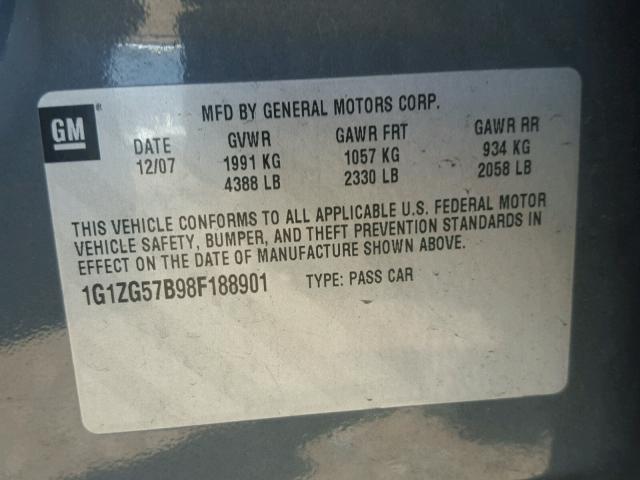 GM®
MFD BY GENERAL MOTORS CORP.
DATE GVWR GAWR FRT GAWR RR
12/07 1991 KG 1057 KG 934 KG
4388 LB 2330 LB 2058 LB
THIS VEHICLE CONFORMS TO ALL APPLICABLE U.S. FEDERAL MOTOR
VEHICLE SAFETY, BUMPER, AND THEFT PREVENTION STANDARDS IN
EFFECT ON THE DATE OF MANUFACTURE SHOWN ABOVE.
1G1ZG57B98F188901 TYPE: PASS CAR